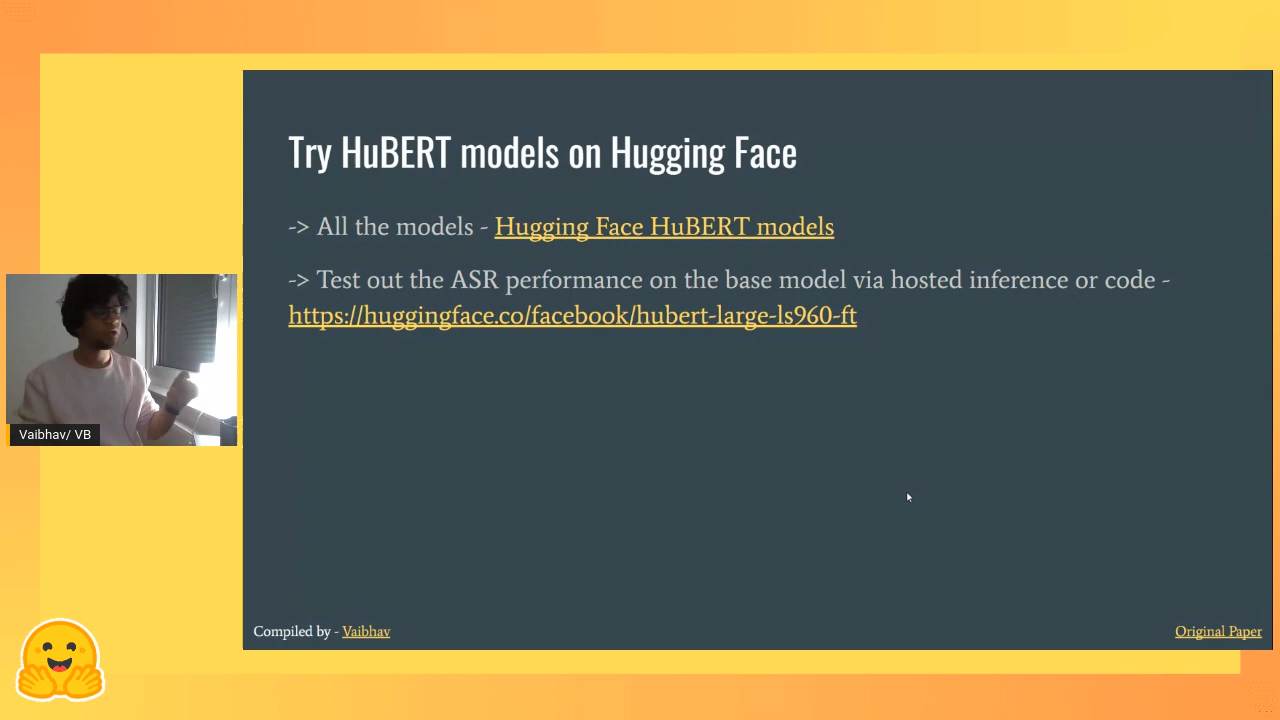 Try HuBERT models on Hugging Face
-> All the models - Hugging Face HuBERT models
-> Test out the ASR performance on the base model via hosted inference or code -
https://huggingface.co/facebook/hubert-large-ls960-ft
Vaibhav/ VB
Compiled by - Vaibhav
Original Paper